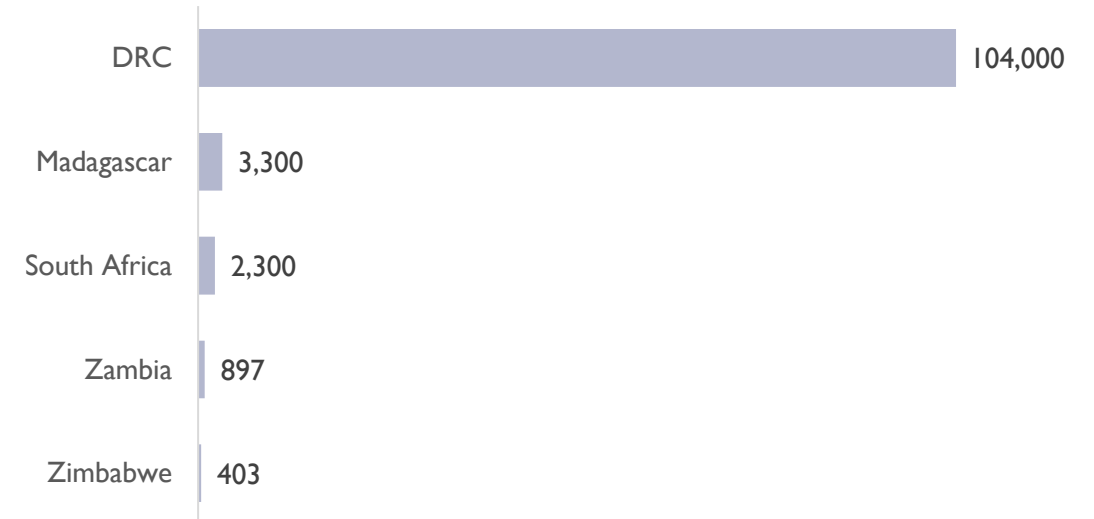 DRC 104,000
Madagascar 3,300
South Africa 2,300
Zambia 897
Zimbabwe 403